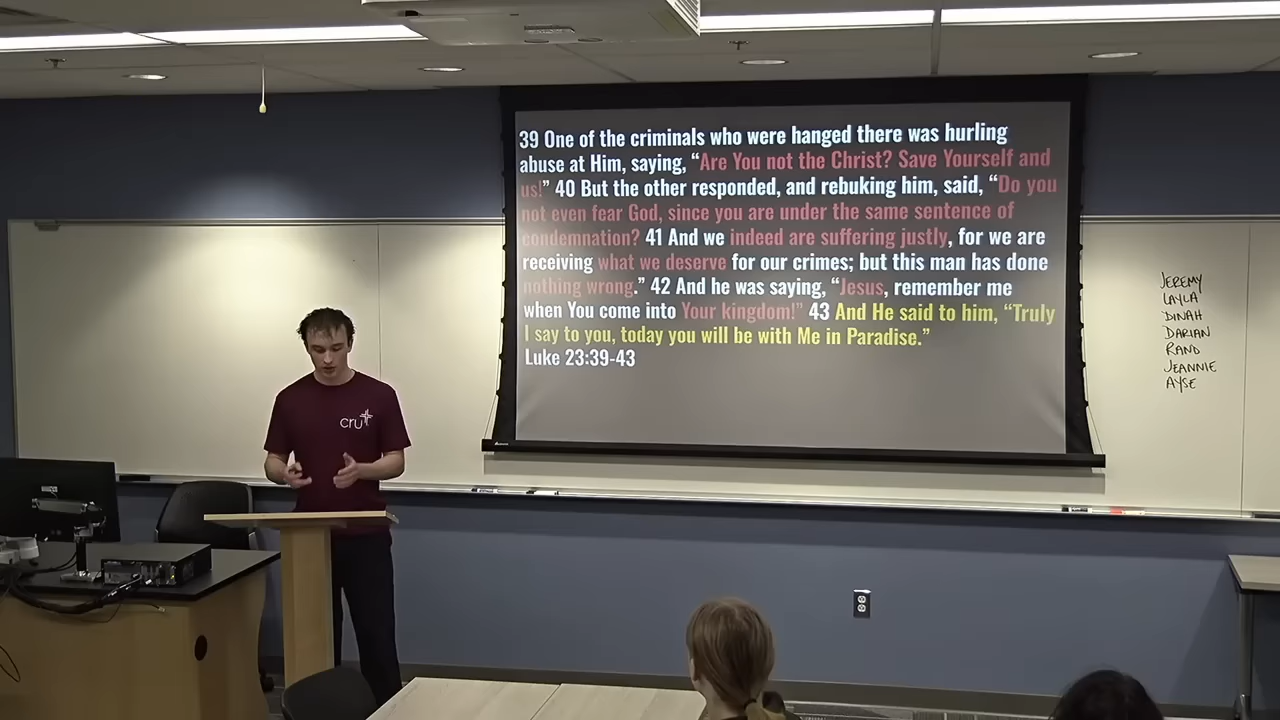 39 One of the criminals who were hanged there was hurling
abuse at Him, saying, “Are You not the Christ? Save Yourself and
us!” 40 But the other responded, and rebuking him, said, “Do you
not even fear God, since you are under the same sentence of
condemnation? 41 And we indeed are suffering justly, for we are
receiving what we deserve for our crimes; but this man has done
nothing wrong.” 42 And he was saying, “Jesus, remember me
when You come into Your kingdom!” 43 And He said to him, “Truly
I say to you, today you will be with Me in Paradise.”
Luke 23:39-43
JEREMY
LAYLA
DINAH
DARIAN
RAND
JEANNIE
AYSE
cru